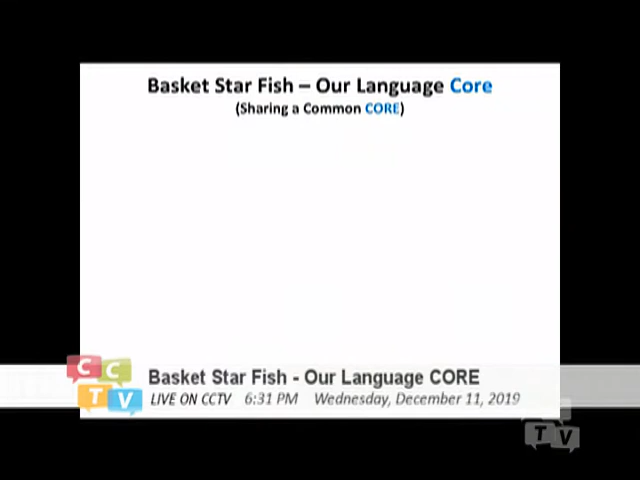 Basket Star Fish – Our Language Core
(Sharing a Common CORE)
CC
TV
Basket Star Fish - Our Language CORE
LIVE ON CCTV 6:31 PM Wednesday, December 11, 2019
TV